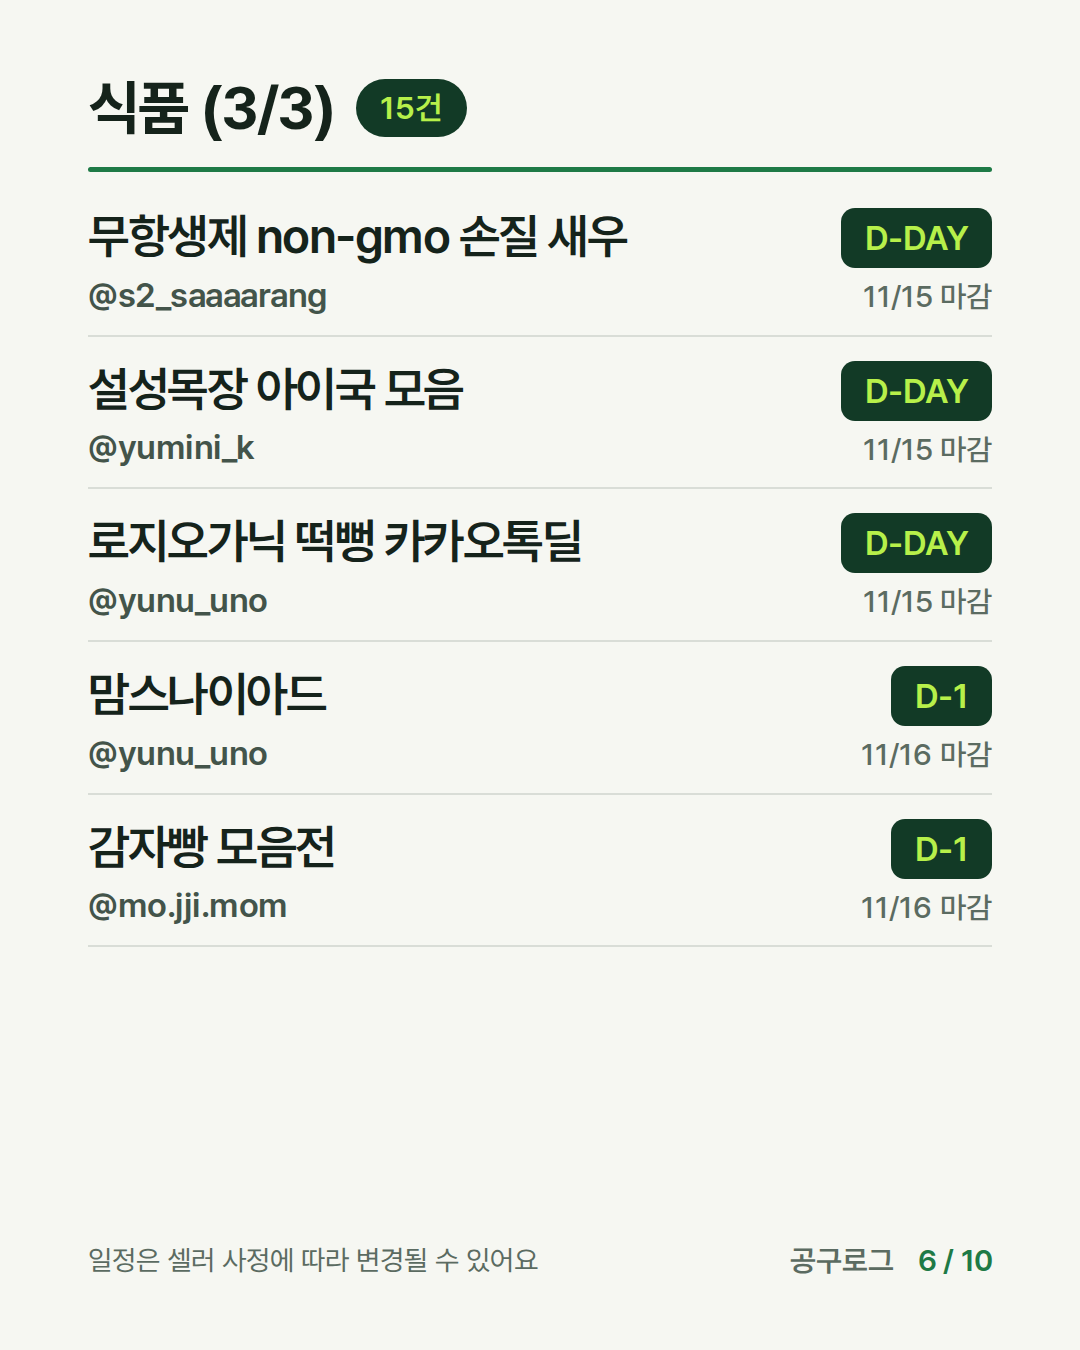 식품 (3/3) 15건
무항생제 non-gmo 손질 새우 D-DAY
@s2_saaaarang 11/15 마감
설성목장 아이국 모음 D-DAY
@yumini_k 11/15 마감
로지오가닉 떡뻥 카카오톡딜 D-DAY
@yunu_uno 11/15 마감
맘스나이아드 D-1
@yunu_uno 11/16 마감
감자빵 모음전 D-1
@mo.jji.mom 11/16 마감
일정은 셀러 사정에 따라 변경될 수 있어요 공구로그 6 / 10